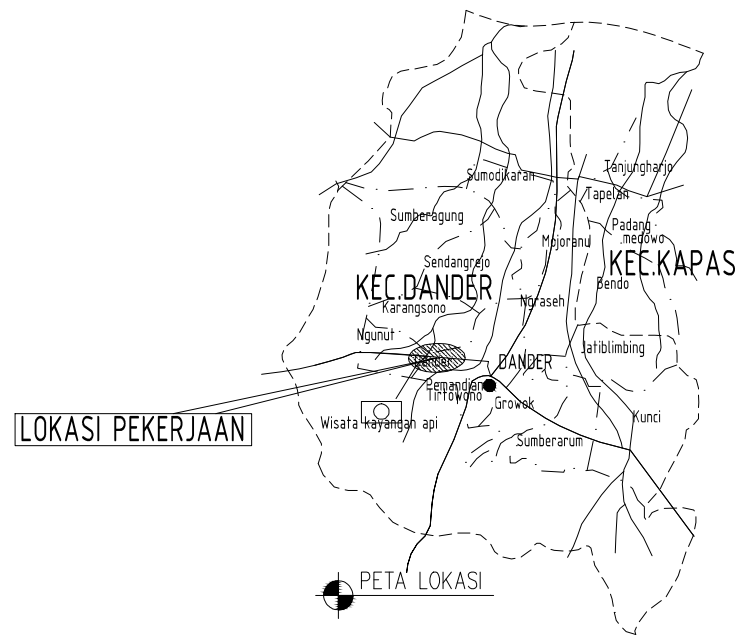 Tanjungharjo
Sumodikaran
Tapelan
Sumberagung
Padang
medowo
Mojoranu
KEC.KAPAS
Sendangrejo
KEC.DANDER
Bendo
Ngraseh
Karangsono
Ngunut
Jatiblimbing
DANDER
Pemandian
Tirtowono
Growok
Kunci
Wisata kayangan api
LOKASI PEKERJAAN
Sumberarum
PETA LOKASI